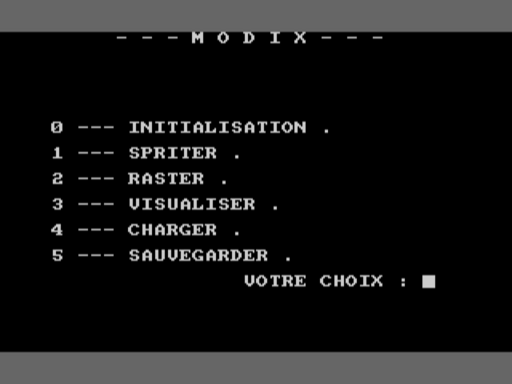 - - - M O D I X - - -
0 --- INITIALISATION .
1 --- SPRITER .
2 --- RASTER .
3 --- VISUALISER .
4 --- CHARGER .
5 --- SAUVEGARDER .
VOTRE CHOIX :